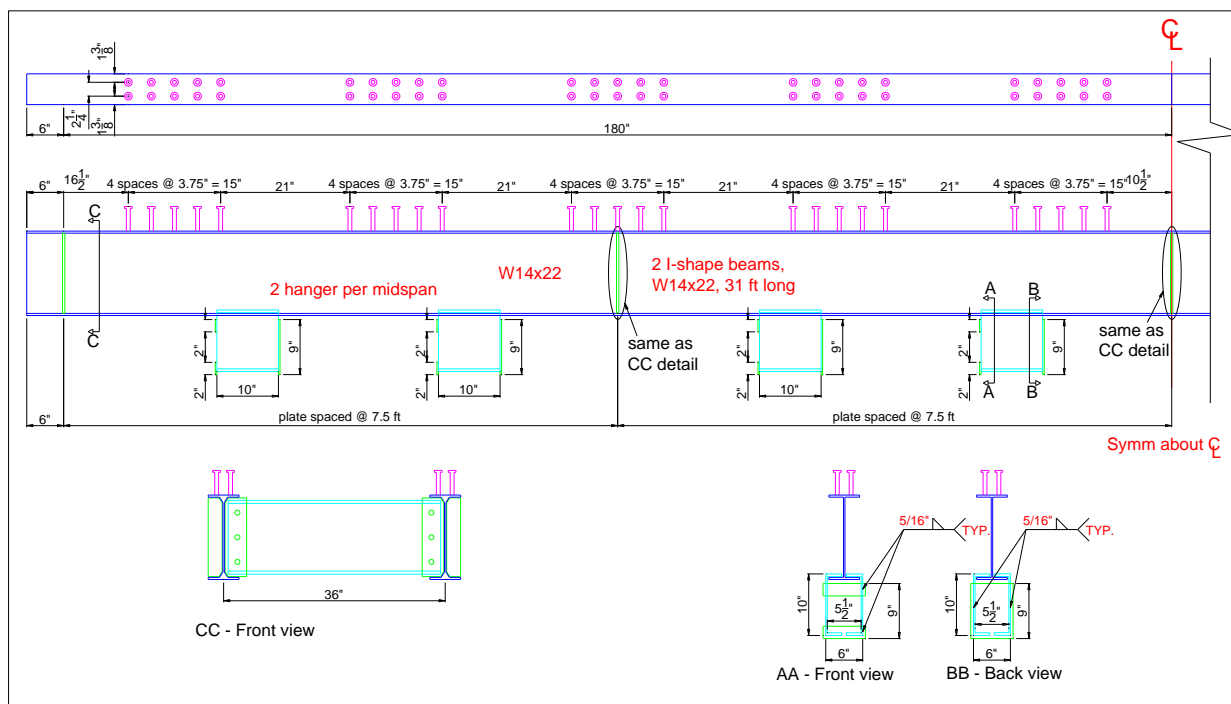 ℄
1 3/8"
2 1/4"
1 3/8"
6"
180"
6"
16 1/2"
4 spaces @ 3.75" = 15"
21"
4 spaces @ 3.75" = 15"
21"
4 spaces @ 3.75" = 15"
21"
4 spaces @ 3.75" = 15"
21"
4 spaces @ 3.75" = 15"
10 1/2"
C
C
W14x22
2 I-shape beams,
W14x22, 31 ft long
2 hanger per midspan
A
B
same as
CC detail
same as
CC detail
2"
9"
2"
9"
2"
9"
2"
9"
2"
10"
2"
10"
2"
10"
2"
A
B
6"
plate spaced @ 7.5 ft
plate spaced @ 7.5 ft
Symm about ℄
5/16"
TYP.
5/16"
TYP.
36"
10"
5 1/2"
9"
10"
5 1/2"
9"
CC - Front view
6"
6"
AA - Front view
BB - Back view